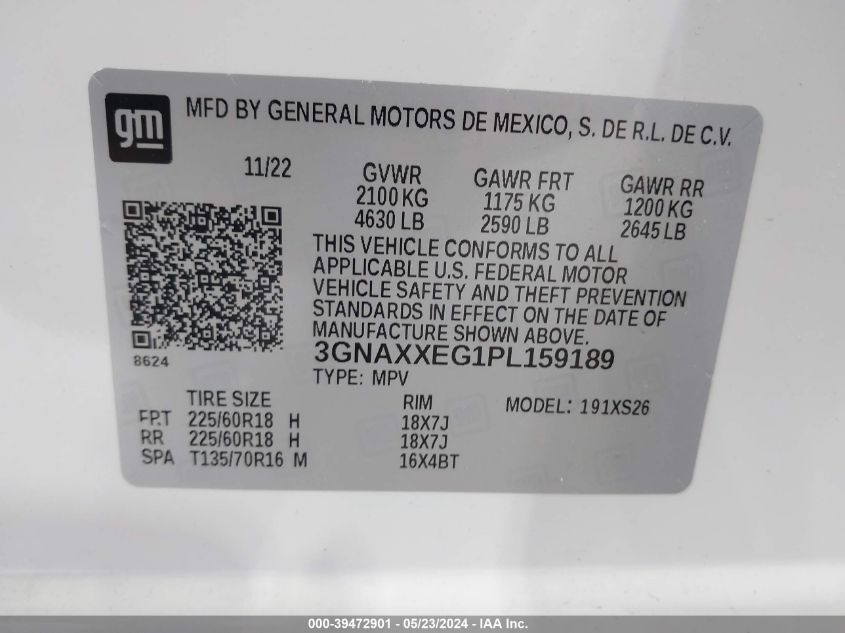 gm
MFD BY GENERAL MOTORS DE MEXICO, S. DE R.L. DE C.V.
11/22
GVWR
2100 KG
4630 LB
GAWR FRT
1175 KG
2590 LB
GAWR RR
1200 KG
2645 LB
THIS VEHICLE CONFORMS TO ALL
APPLICABLE U.S. FEDERAL MOTOR
VEHICLE SAFETY AND THEFT PREVENTION
STANDARDS IN EFFECT ON THE DATE OF
MANUFACTURE SHOWN ABOVE.
8624
3GNAXXEG1PL159189
TYPE: MPV
TIRE SIZE RIM MODEL: 191XS26
FRT 225/60R18 H 18X7J
RR 225/60R18 H 18X7J
SPA T135/70R16 M 16X4BT
000-39472901 - 05/23/2024 - IAA Inc.